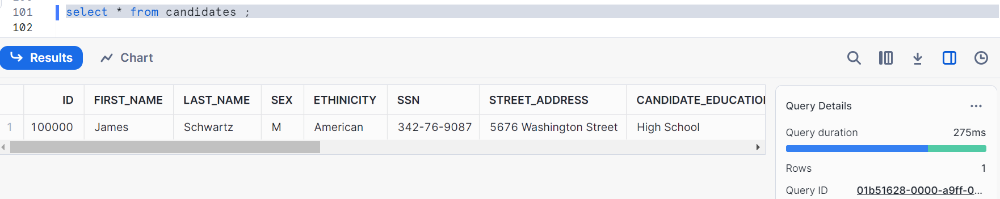 101 select * from candidates ;
102
Results Chart
ID FIRST_NAME LAST_NAME SEX ETHINICITY SSN STREET_ADDRESS CANDIDATE_EDUCATIO
1 100000 James Schwartz M American 342-76-9087 5676 Washington Street High School
Query Details ...
Query duration 275ms
Rows 1
Query ID 01b51628-0000-a9ff-0...